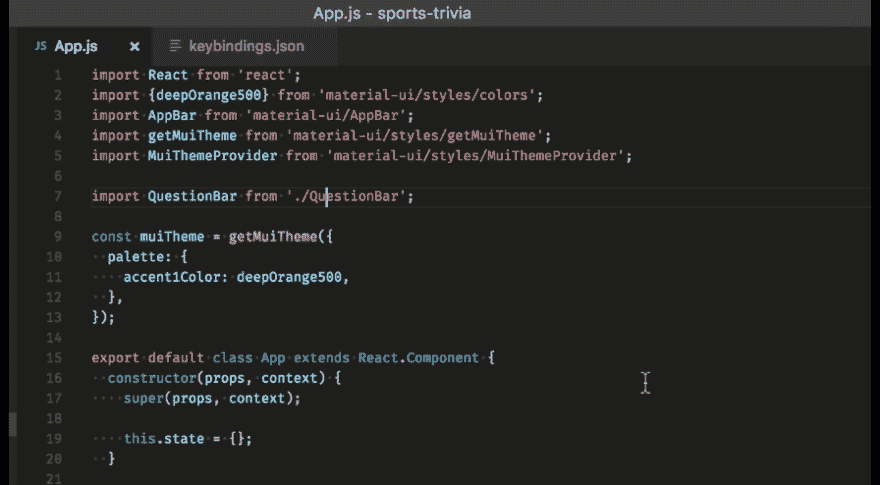 App.js - sports-trivia
JS App.js × keybindings.json
1 import React from 'react';
2 import {deepOrange500} from 'material-ui/styles/colors';
3 import AppBar from 'material-ui/AppBar';
4 import getMuiTheme from 'material-ui/styles/getMuiTheme';
5 import MuiThemeProvider from 'material-ui/styles/MuiThemeProvider';
6
7 import QuestionBar from './QuestionBar';
8
9 const muiTheme = getMuiTheme({
10   palette: {
11     accent1Color: deepOrange500,
12   },
13 });
14
15 export default class App extends React.Component {
16   constructor(props, context) {
17     super(props, context);
18
19     this.state = {};
20   }
21